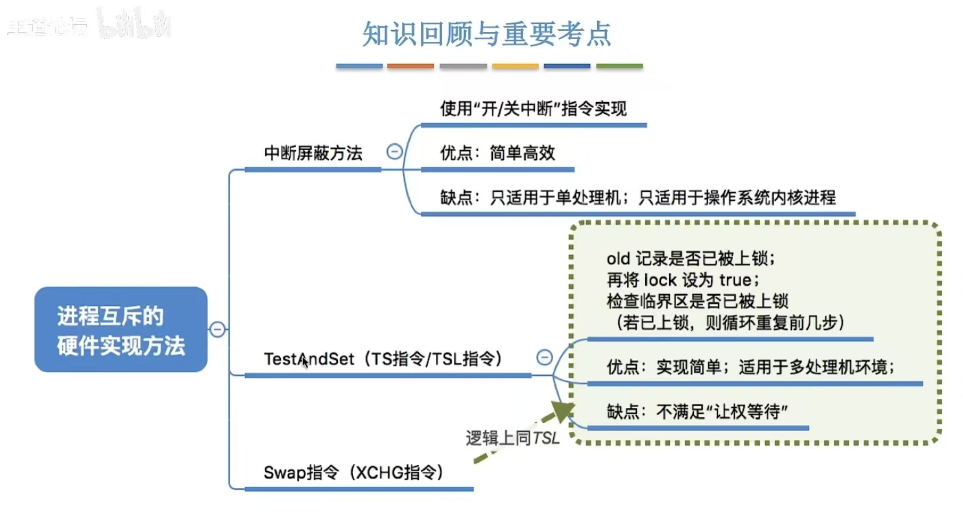 bilibili
知识回顾与重要考点
使用“开/关中断”指令实现
中断屏蔽方法
优点：简单高效
缺点：只适用于单处理机；只适用于操作系统内核进程
old 记录是否已被上锁；
再将 lock 设为 true；
检查临界区是否已被上锁
（若已上锁，则循环重复前几步）
进程互斥的
硬件实现方法
TestAndSet（TS指令/TSL指令）
优点：实现简单；适用于多处理机环境；
缺点：不满足“让权等待”
逻辑上同TSL
Swap指令（XCHG指令）